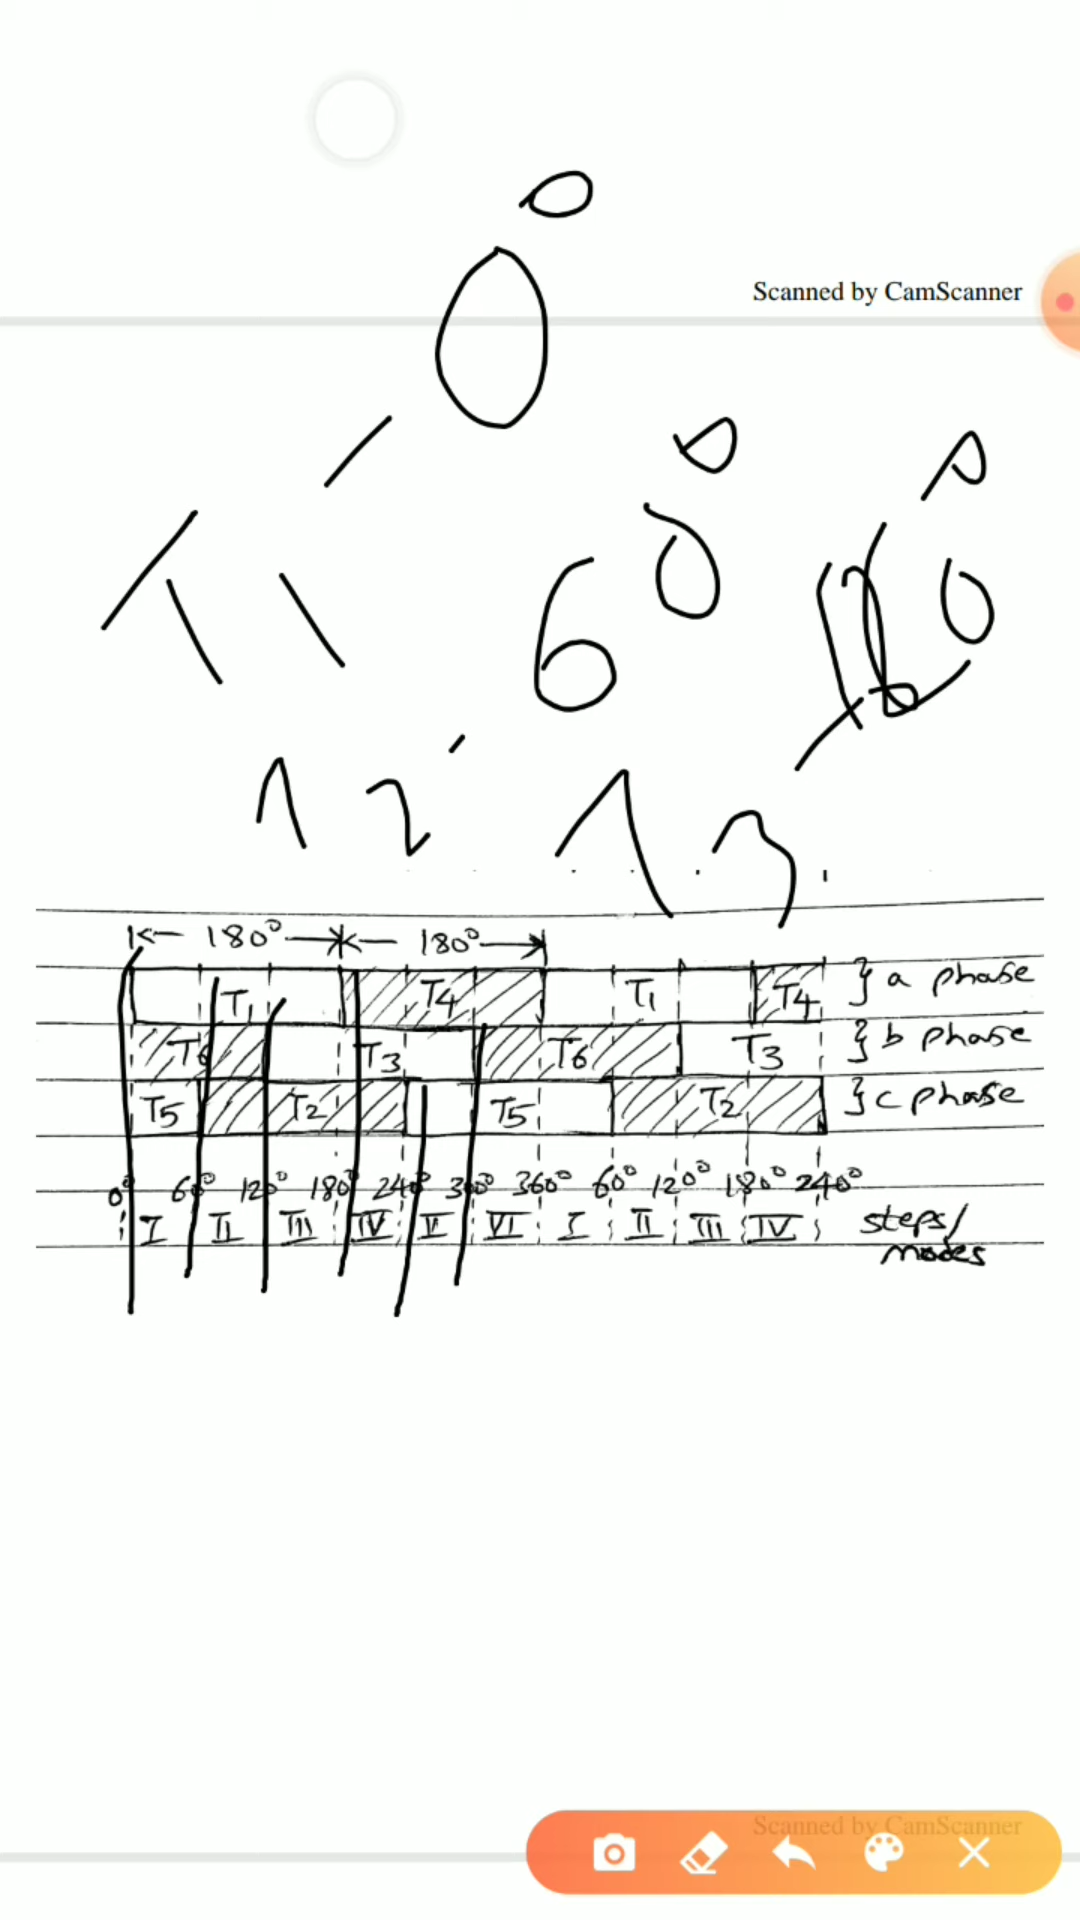 0°
Scanned by CamScanner
T1 - 60°
12 13
180° 180°
T1 T4 T1 T4 } a phase
T6 T3 T6 T3 } b phase
T5 T2 T5 T2 } c phase
0° 60° 120° 180° 240° 300° 360° 60° 120° 180° 240°
I II III IV V VI I II III IV steps/
modes
Scanned by CamScanner